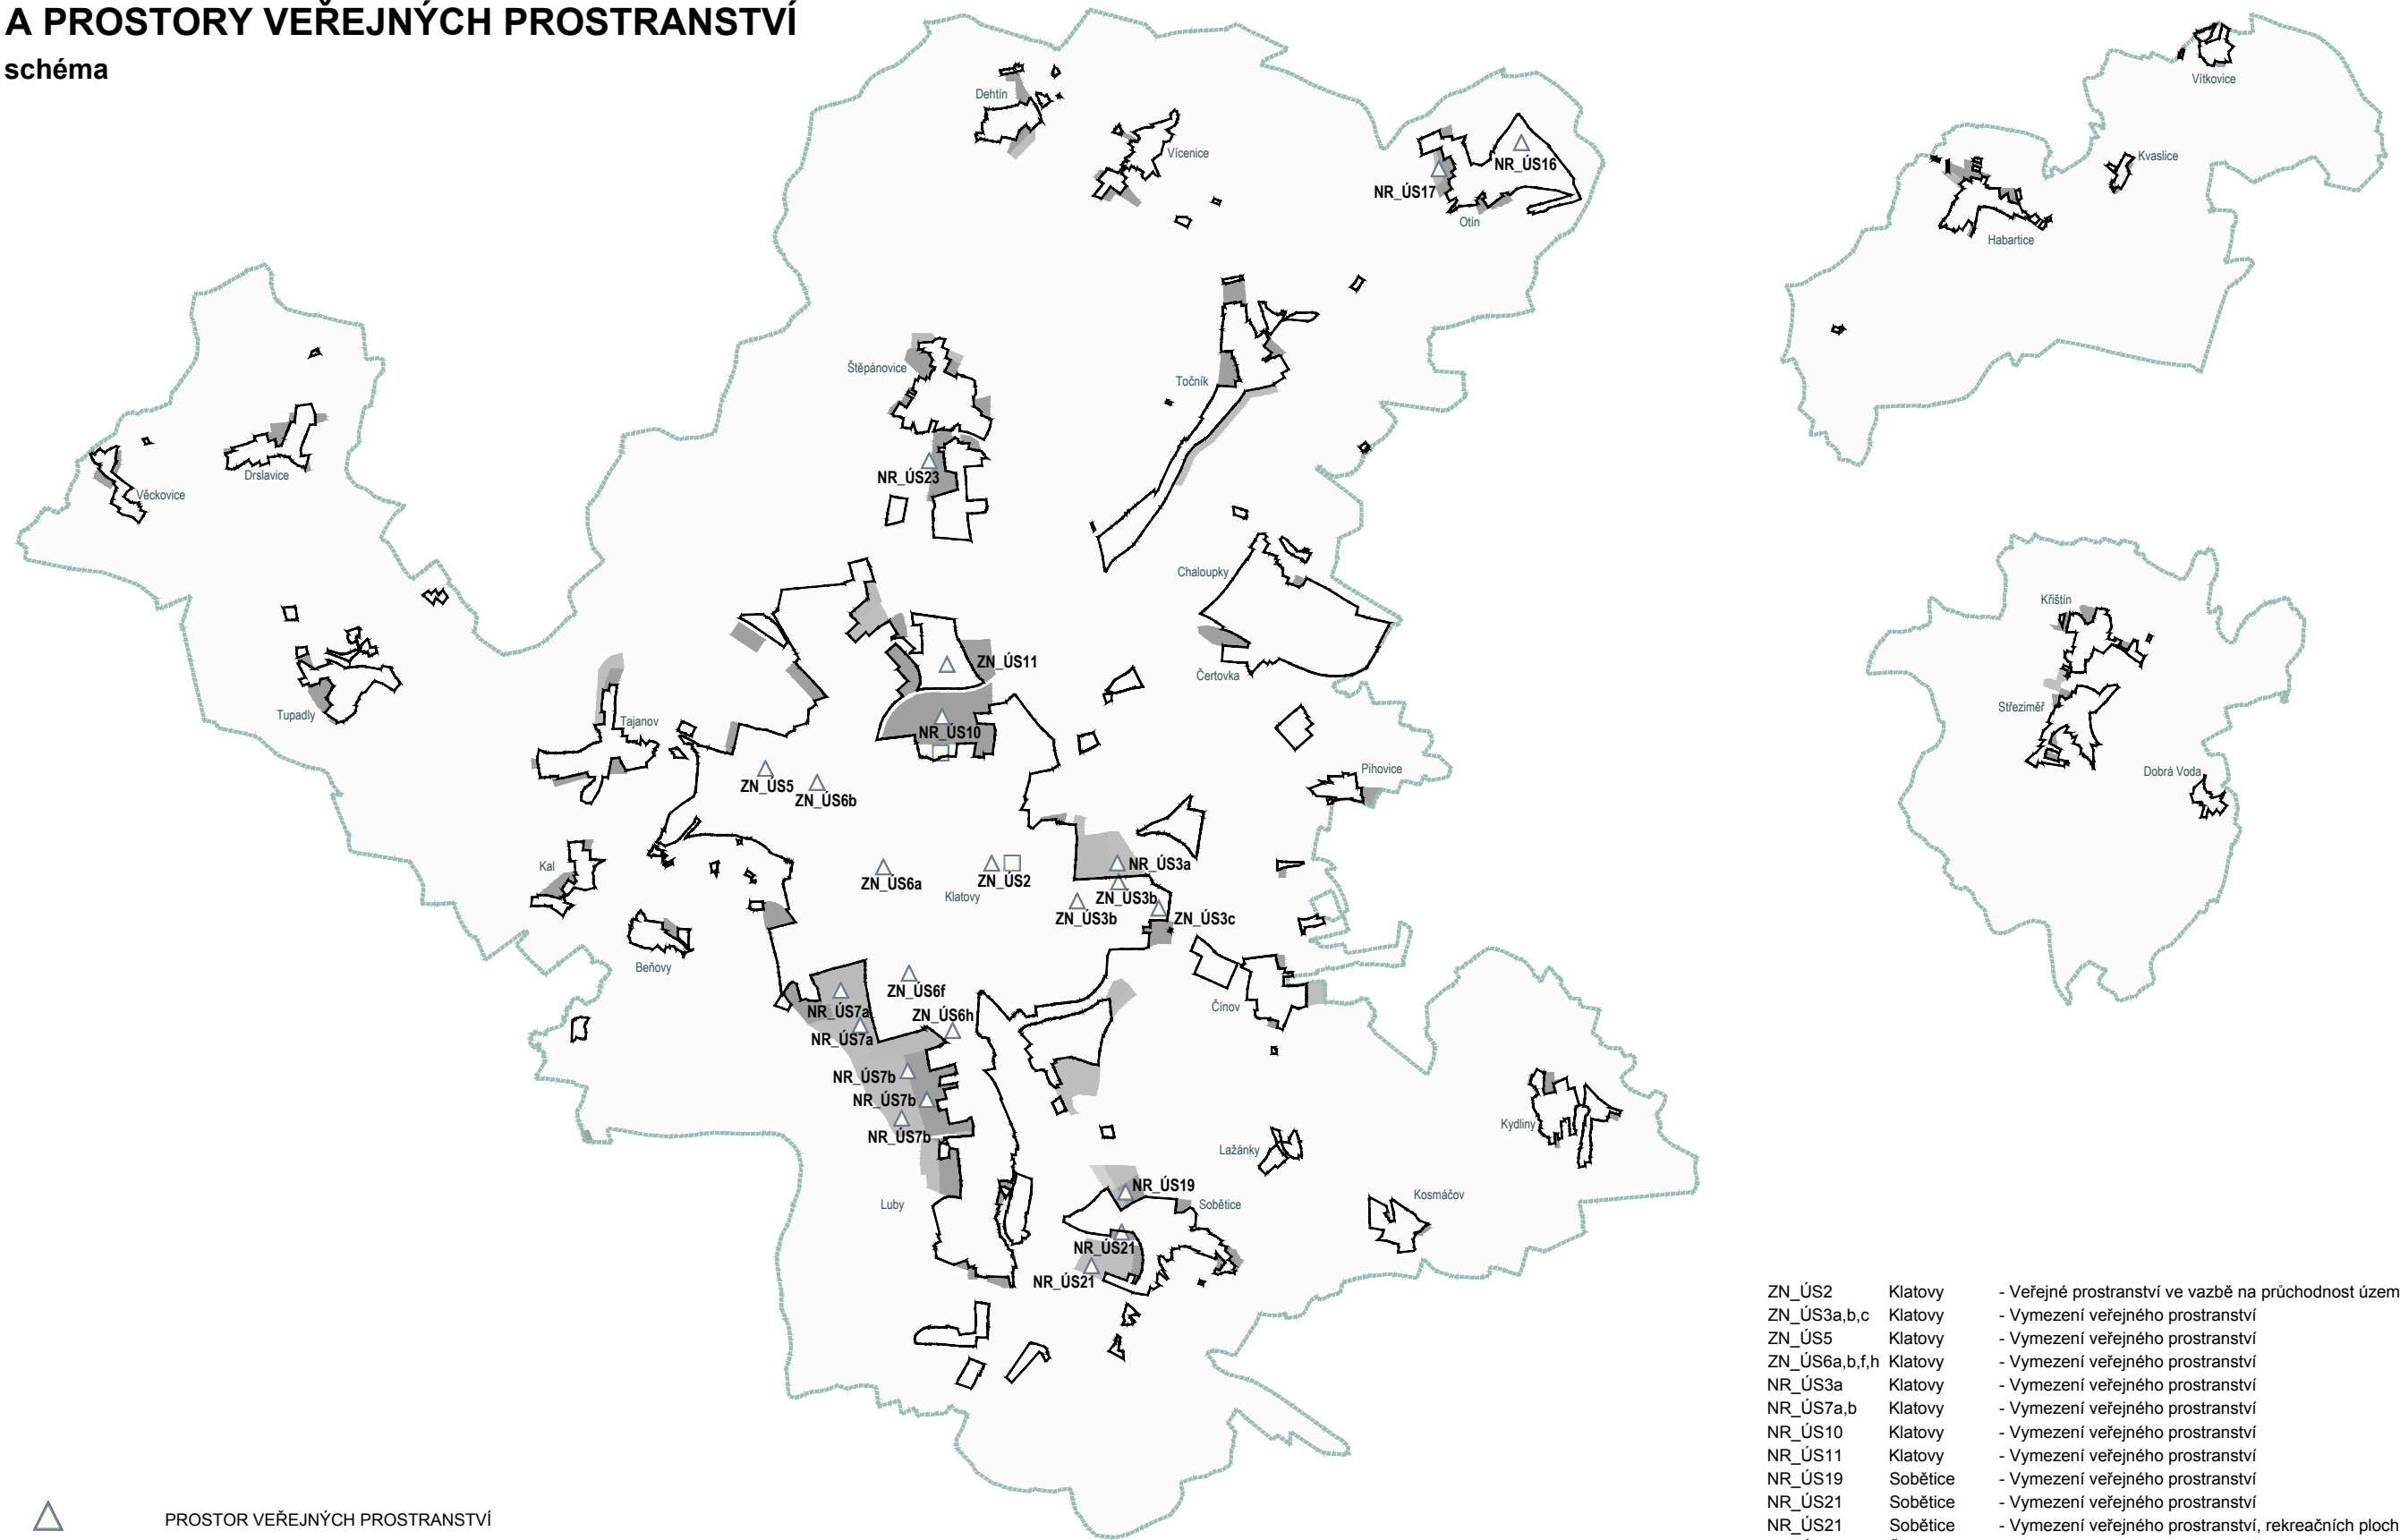 A PROSTORY VEŘEJNÝCH PROSTRANSTVÍ
schéma
Dehtín
Vícenice
NR_ÚS16
NR_ÚS17
Otín
Vítkovice
Kvaslice
Habartice
Štěpánovice
Točník
NR_ÚS23
Drslavice
Věckovice
Chaloupky
Čertovka
Tupadly
Tajanov
ZN_ÚS11
NR_ÚS10
ZN_ÚS5
ZN_ÚS6b
Pihovice
Křištín
Střeziměř
Dobrá Voda
Kal
ZN_ÚS6a
ZN_ÚS2
Klatovy
NR_ÚS3a
ZN_ÚS3b
ZN_ÚS3b
ZN_ÚS3c
Beňovy
Čínov
ZN_ÚS6f
NR_ÚS7a
ZN_ÚS6h
NR_ÚS7a
NR_ÚS7b
NR_ÚS7b
NR_ÚS7b
Kydliny
Lažánky
Luby
NR_ÚS19
Sobětice
Kosmáčov
NR_ÚS21
NR_ÚS21
ZN_ÚS2 Klatovy - Veřejné prostranství ve vazbě na průchodnost územ
ZN_ÚS3a,b,c Klatovy - Vymezení veřejného prostranství
ZN_ÚS5 Klatovy - Vymezení veřejného prostranství
ZN_ÚS6a,b,f,h Klatovy - Vymezení veřejného prostranství
NR_ÚS3a Klatovy - Vymezení veřejného prostranství
NR_ÚS7a,b Klatovy - Vymezení veřejného prostranství
NR_ÚS10 Klatovy - Vymezení veřejného prostranství
NR_ÚS11 Klatovy - Vymezení veřejného prostranství
NR_ÚS19 Sobětice - Vymezení veřejného prostranství
NR_ÚS21 Sobětice - Vymezení veřejného prostranství
NR_ÚS21 Sobětice - Vymezení veřejného prostranství, rekreačních ploch
PROSTOR VEŘEJNÝCH PROSTRANSTVÍ